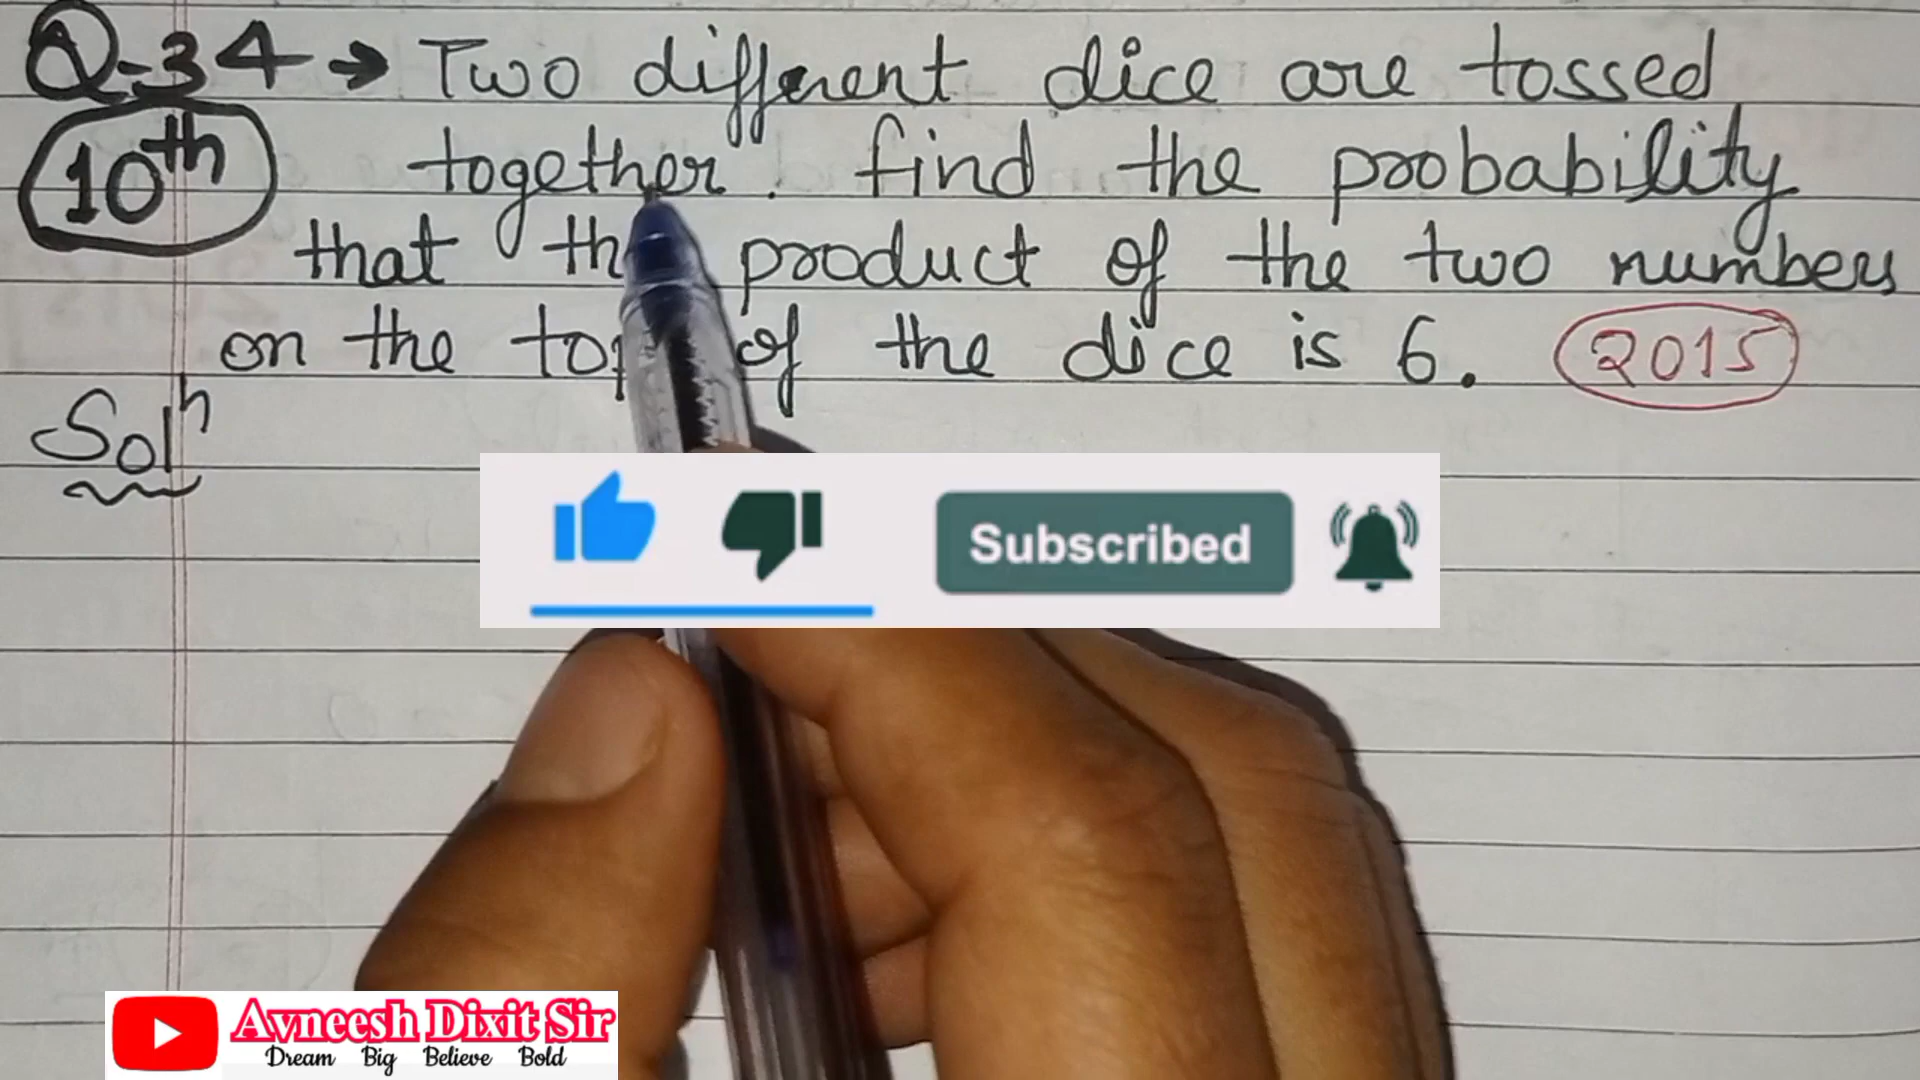 Q-34 → Two different dice are tossed
10th together. find the probability
that the product of the two numbers
on the top of the dice is 6. 2015
Solⁿ
Subscribed
Avneesh Dixit Sir
Dream Big Believe Bold